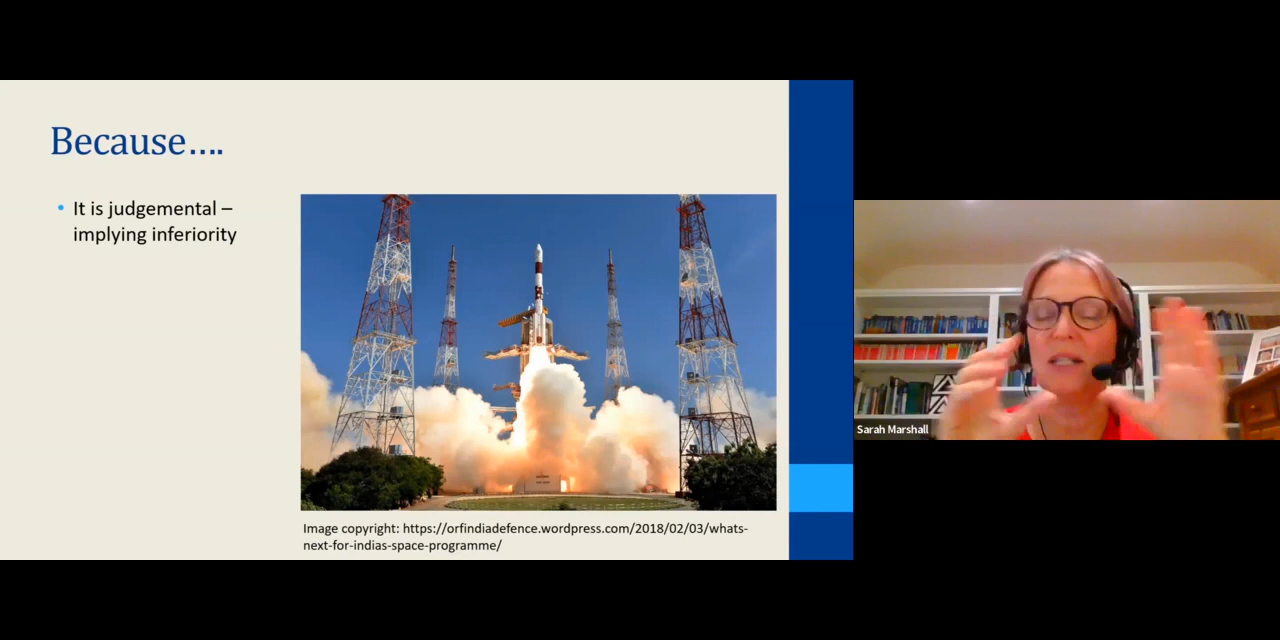 Because....
• It is judgemental –
implying inferiority
Image copyright: https://orfindiadefence.wordpress.com/2018/02/03/whats-
next-for-indias-space-programme/
Sarah Marshall